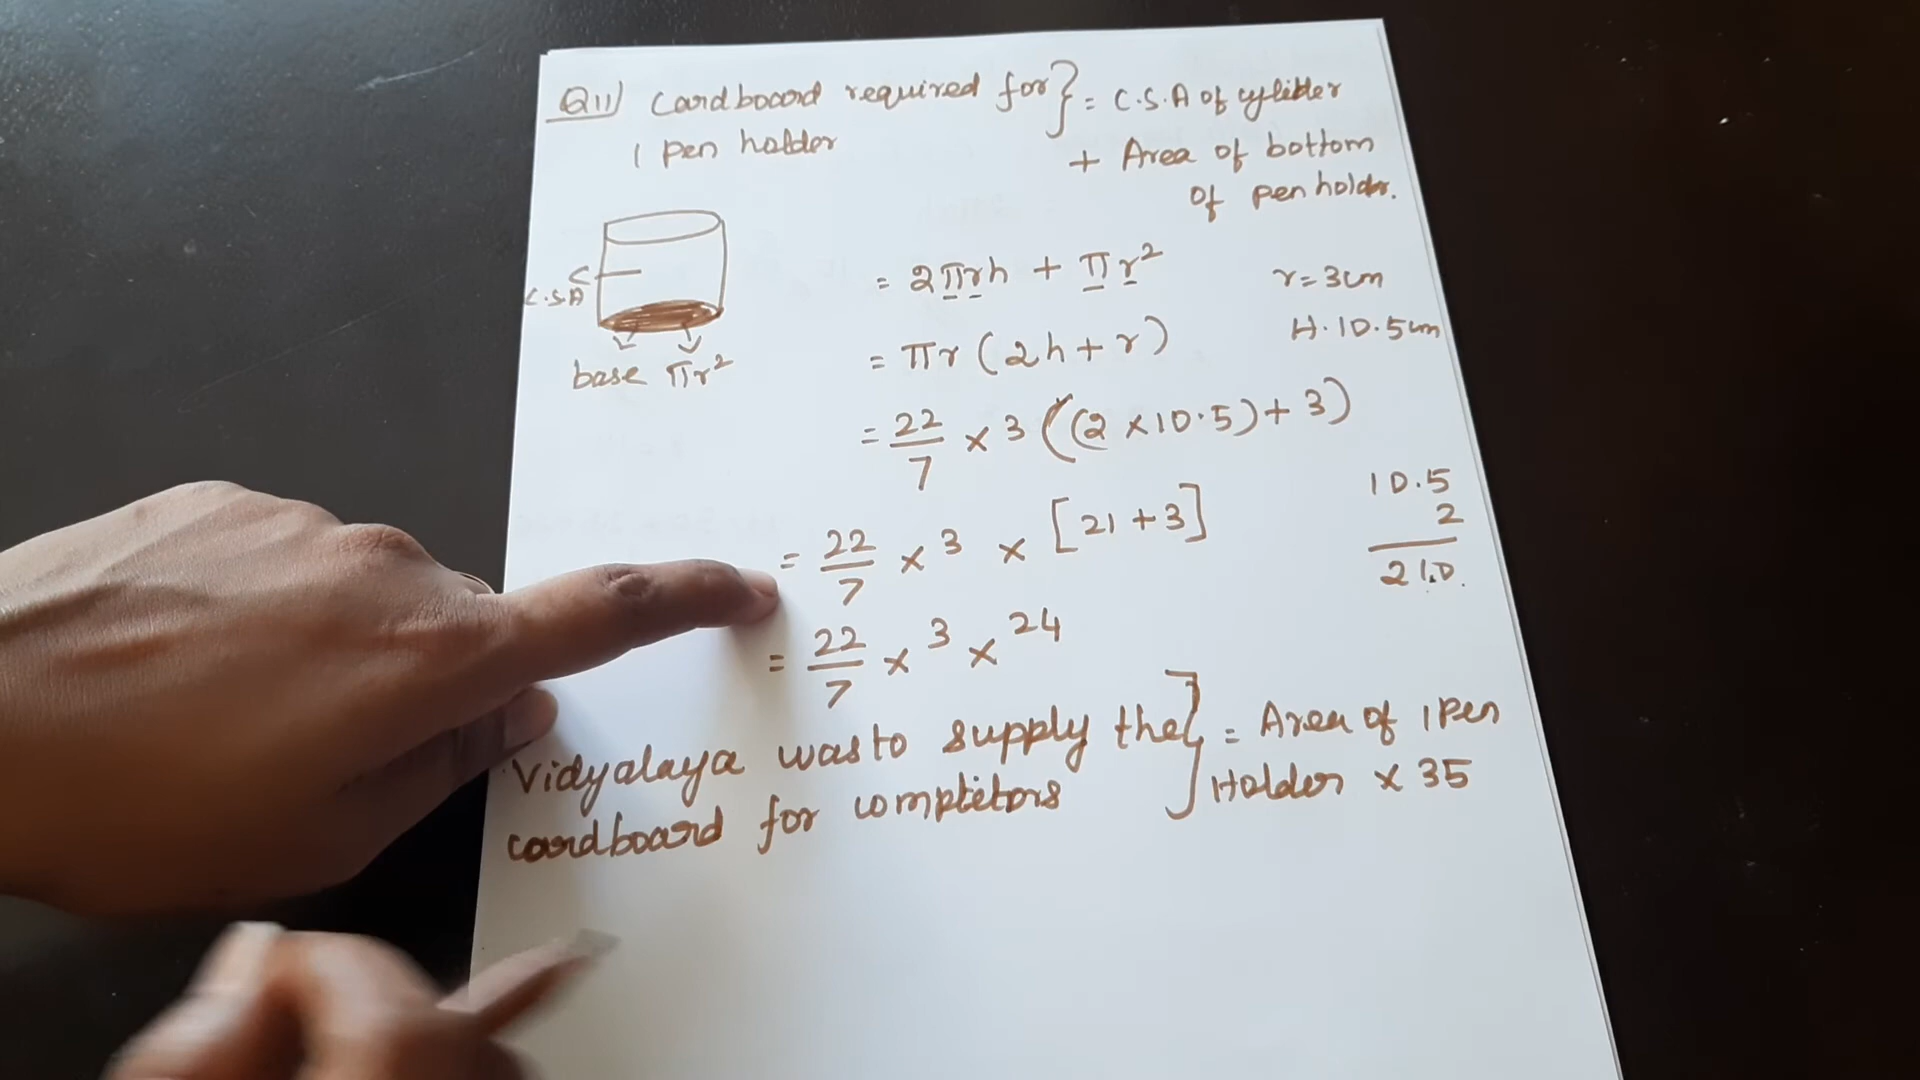 Q11) Cardboard required for } = C.S.A of cylider
1 pen holder
+ Area of bottom
of pen holdr.
C.S.A
base πr²
= 2πrh + πr²
r = 3cm
= πr (2h + r)
H. 10.5cm
= 22/7 × 3 ((2 × 10.5) + 3)
= 22/7 × 3 × [21 + 3]
10.5
2
21.0.
= 22/7 × 3 × 24
Vidyalaya was to supply the } = Area of 1 Pen
cardboard for comptetors
Holder × 35